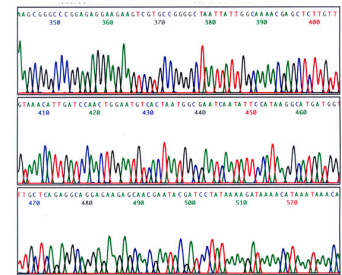 AAGCGGGCCCGGAGAGGAAGAAGTCGTGCCGGGGCTAATTATTGGCAAAACGAGCTCTTGTT
350 360 370 380 390 400
GTAAACATTGATCCAACTGGAATGTCACTAATGGCGAATCAATATTCCATAAGGCATGATGGT
410 420 430 440 450 460
TTGCTCAGAGGCAGGAGAAGAGCAACGAATACGATCCTATAAAAGATAAAACATAAATAAACA
470 480 490 500 510 520